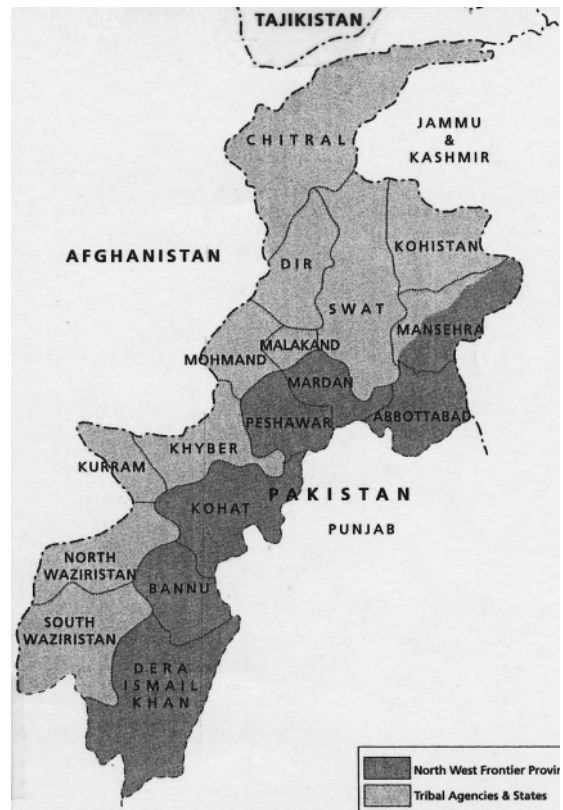 TAJIKISTAN
CHITRAL
JAMMU
&
KASHMIR
AFGHANISTAN
KOHISTAN
DIR
SWAT
MANSEHRA
MALAKAND
MOHMAND
MARDAN
PESHAWAR
ABBOTTABAD
KHYBER
KURRAM
PAKISTAN
KOHAT
PUNJAB
NORTH
WAZIRISTAN
BANNU
SOUTH
WAZIRISTAN
DERA
ISMAIL
KHAN
North West Frontier Provin
Tribal Agencies & States